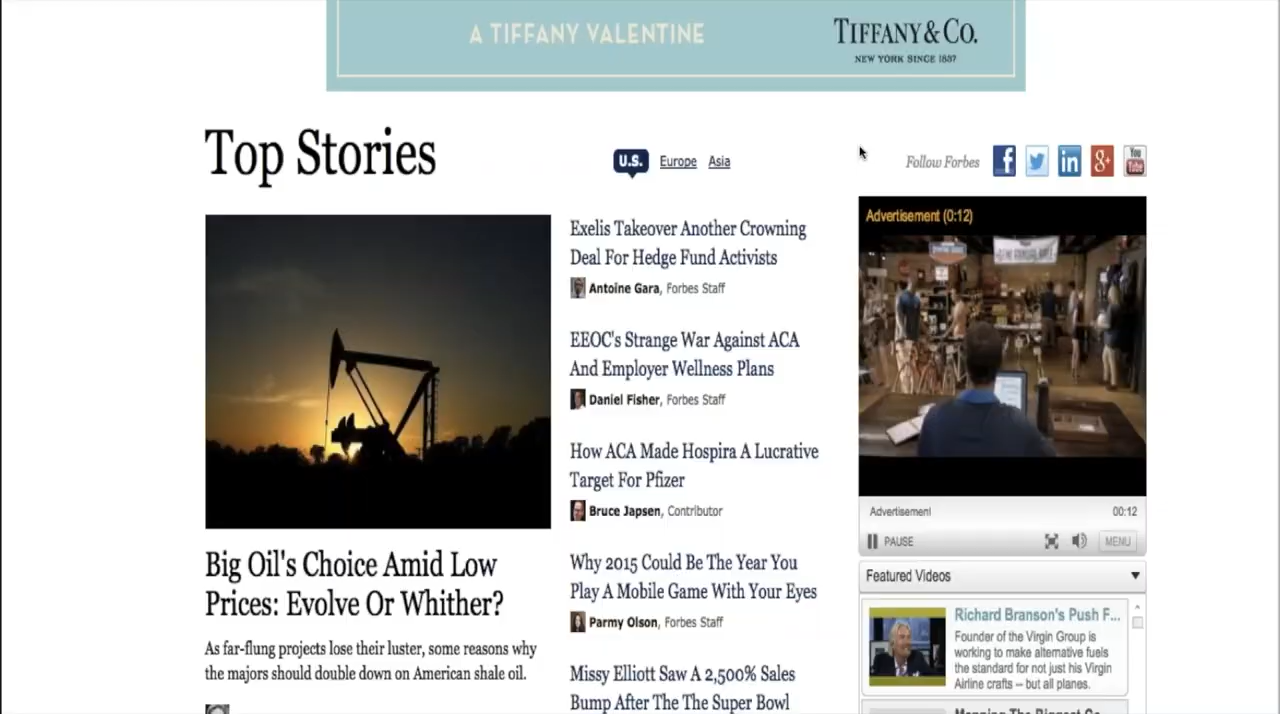 A TIFFANY VALENTINE
TIFFANY & CO.
NEW YORK SINCE 1837
Top Stories
U.S. Europe Asia
Follow Forbes
You
Tube
Big Oil's Choice Amid Low
Prices: Evolve Or Whither?
As far-flung projects lose their luster, some reasons why
the majors should double down on American shale oil.
Exelis Takeover Another Crowning
Deal For Hedge Fund Activists
Antoine Gara, Forbes Staff
EEOC's Strange War Against ACA
And Employer Wellness Plans
Daniel Fisher, Forbes Staff
How ACA Made Hospira A Lucrative
Target For Pfizer
Bruce Japsen, Contributor
Why 2015 Could Be The Year You
Play A Mobile Game With Your Eyes
Parmy Olson, Forbes Staff
Missy Elliott Saw A 2,500% Sales
Bump After The The Super Bowl
Advertisement (0:12)
Advertisement 00:12
PAUSE MENU
Featured Videos
Richard Branson's Push F...
Founder of the Virgin Group is
working to make alternative fuels
the standard for not just his Virgin
Airline crafts -- but all planes.